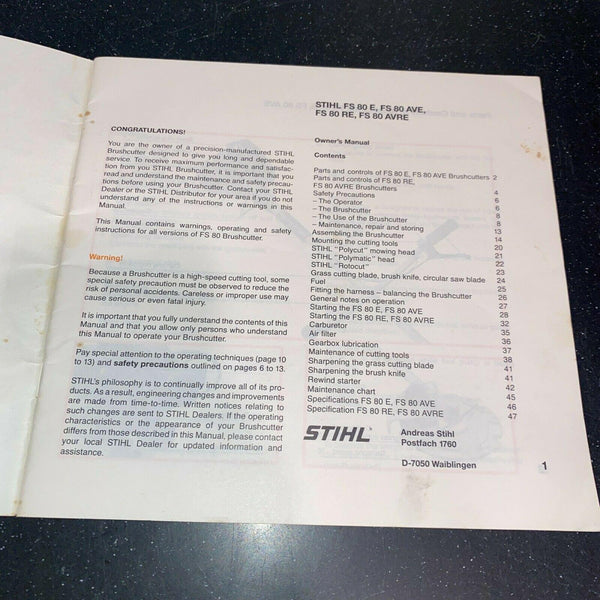 STIHL FS 80 E, FS 80 AVE,
FS 80 RE, FS 80 AVRE
CONGRATULATIONS!
You are the owner of a precision-manufactured STIHL
Brushcutter designed to give you long and dependable
service. To receive maximum performance and satisfac-
tion from you STIHL Brushcutter, it is important that you
read and understand the maintenance and safety precau-
tions before using your Brushcutter. Contact your STIHL
Dealer or the STIHL Distributor for your area if you do not
understand any of the instructions or warnings in this
Manual.
This Manual contains warnings, operating and safety
instructions for all versions of FS 80 Brushcutter.
Warning!
Because a Brushcutter is a high-speed cutting tool, some
special safety precaution must be observed to reduce the
risk of personal accidents. Careless or improper use may
cause serious or even fatal injury.
It is important that you fully understand the contents of this
Manual and that you allow only persons who understand
this Manual to operate your Brushcutter.
Pay special attention to the operating techniques (page 10
to 13) and safety precautions outlined on pages 6 to 13.
STIHL's philosophy is to continually improve all of its pro-
ducts. As a result, engineering changes and improvements
are made from time-to-time. Written notices relating to
such changes are sent to STIHL Dealers. If the operating
characteristics or the appearance of your Brushcutter
differs from those described in this Manual, please contact
your local STIHL Dealer for updated information and
assistance.
Owner's Manual
Contents
Parts and controls of FS 80 E, FS 80 AVE Brushcutters 2
Parts and controls of FS 80 RE,
FS 80 AVRE Brushcutters 4
Safety Precautions 6
– The Operator 6
– The Brushcutter 6
– The Use of the Brushcutter 8
– Maintenance, repair and storing 8
Assembling the Brushcutter 13
Mounting the cutting tools 14
STIHL "Polycut" mowing head 20
STIHL "Polymatic" head 21
STIHL "Rotocut" 22
Grass cutting blade, brush knife, circular saw blade 23
Fuel 24
Fitting the harness – balancing the Brushcutter 25
General notes on operation 26
Starting the FS 80 E, FS 80 AVE 27
Starting the FS 80 RE, FS 80 AVRE 28
Carburetor 32
Air filter 35
Gearbox lubrication 36
Maintenance of cutting tools 37
Sharpening the grass cutting blade 38
Sharpening the brush knife 41
Rewind starter 41
Maintenance chart 42
Specifications FS 80 E, FS 80 AVE 45
Specification FS 80 RE, FS 80 AVRE 46
47
STIHL®
Andreas Stihl
Postfach 1760
D-7050 Waiblingen
1